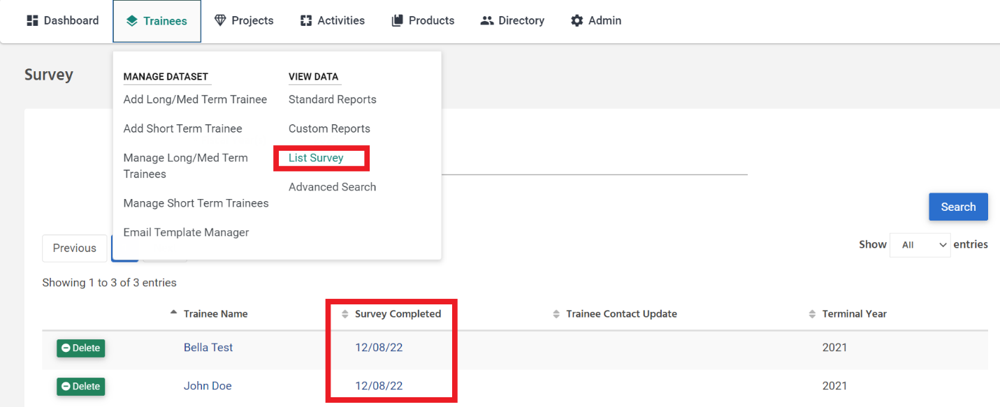 Dashboard Trainees Projects Activities Products Directory Admin
Survey
MANAGE DATASET
Add Long/Med Term Trainee
Add Short Term Trainee
Manage Long/Med Term
Trainees
Manage Short Term Trainees
Email Template Manager
VIEW DATA
Standard Reports
Custom Reports
List Survey
Advanced Search
Search
Previous
Show All entries
Showing 1 to 3 of 3 entries
Trainee Name Survey Completed Trainee Contact Update Terminal Year
Delete Bella Test 12/08/22 2021
Delete John Doe 12/08/22 2021